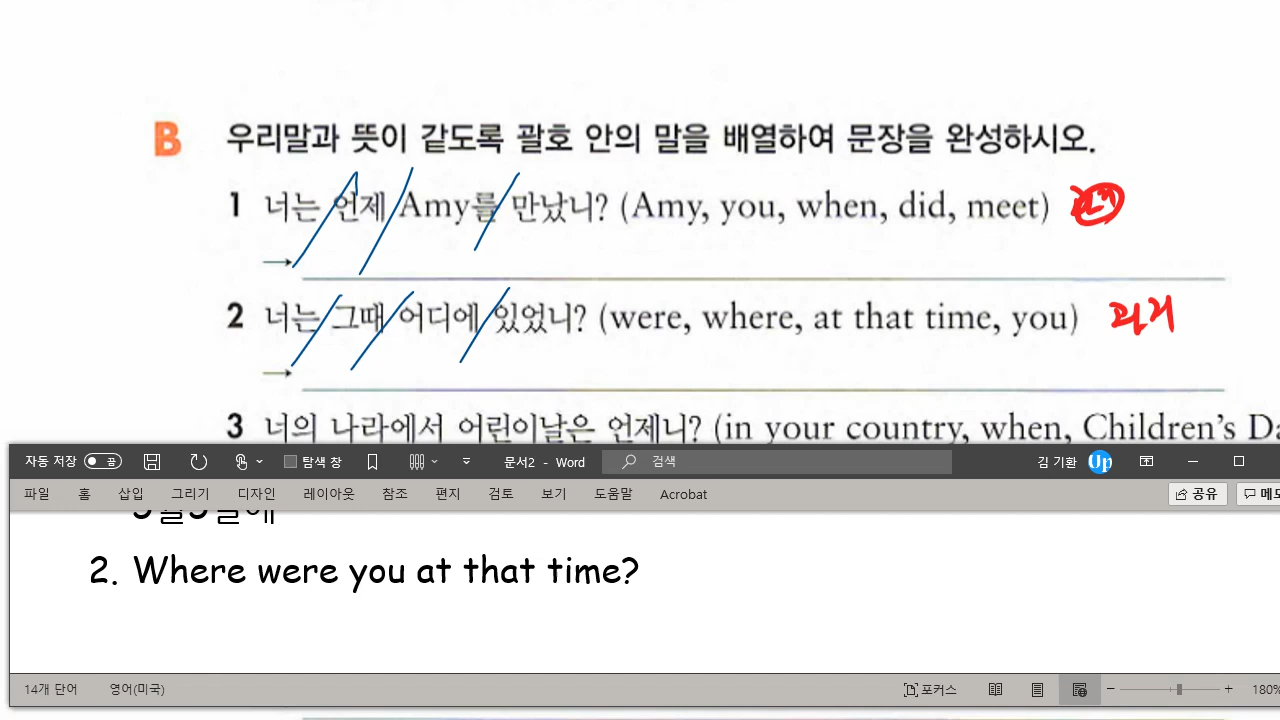 B 우리말과 뜻이 같도록 괄호 안의 말을 배열하여 문장을 완성하시오.
1 너는 언제 Amy를 만났니? (Amy, you, when, did, meet)
→
2 너는 그때 어디에 있었니? (were, where, at that time, you) 과거
→
3 너의 나라에서 어린이날은 언제니? (in your country, when, Children's Da
자동 저장 끔 탐색 창 문서2 - Word 검색 김 기환 Up
파일 홈 삽입 그리기 디자인 레이아웃 참조 편지 검토 보기 도움말 Acrobat 공유 메모
5월5일에
2. Where were you at that time?
14개 단어 영어(미국) 포커스 180%